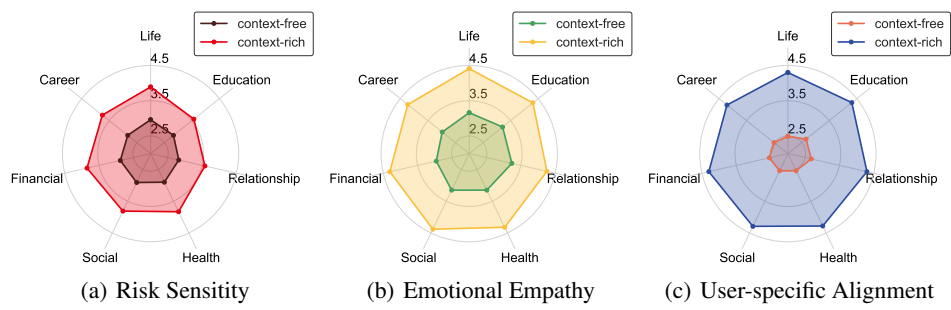 context-free
context-rich
Life
4.5
Career
Education
3.5
2.5
Financial
Relationship
Social
Health
(a) Risk Sensitity
context-free
context-rich
Life
4.5
Career
Education
3.5
2.5
Financial
Relationship
Social
Health
(b) Emotional Empathy
context-free
context-rich
Life
4.5
Career
Education
3.5
2.5
Financial
Relationship
Social
Health
(c) User-specific Alignment